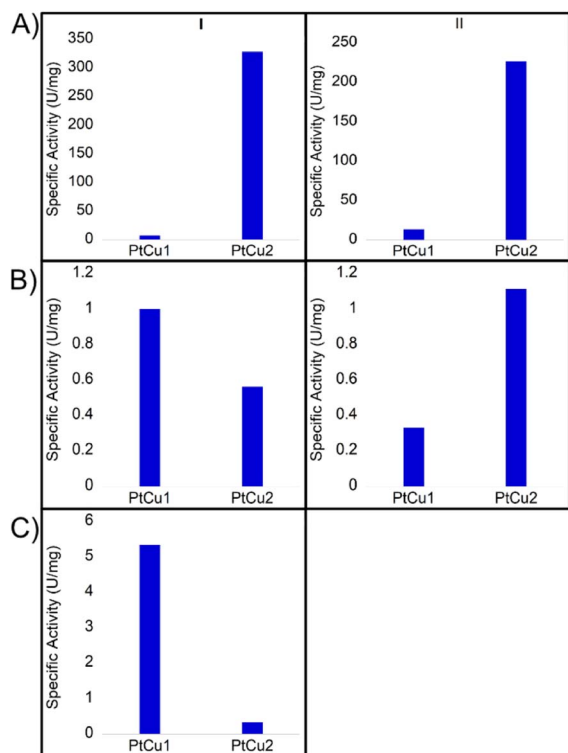 A)
I
Specific Activity (U/mg)
350
300
250
200
150
100
50
0
PtCu1 PtCu2
II
Specific Activity (U/mg)
250
200
150
100
50
0
PtCu1 PtCu2
B)
Specific Activity (U/mg)
1.2
1
0.8
0.6
0.4
0.2
0
PtCu1 PtCu2
Specific Activity (U/mg)
1.2
1
0.8
0.6
0.4
0.2
0
PtCu1 PtCu2
C)
Specific Activity (U/mg)
6
5
4
3
2
1
0
PtCu1 PtCu2